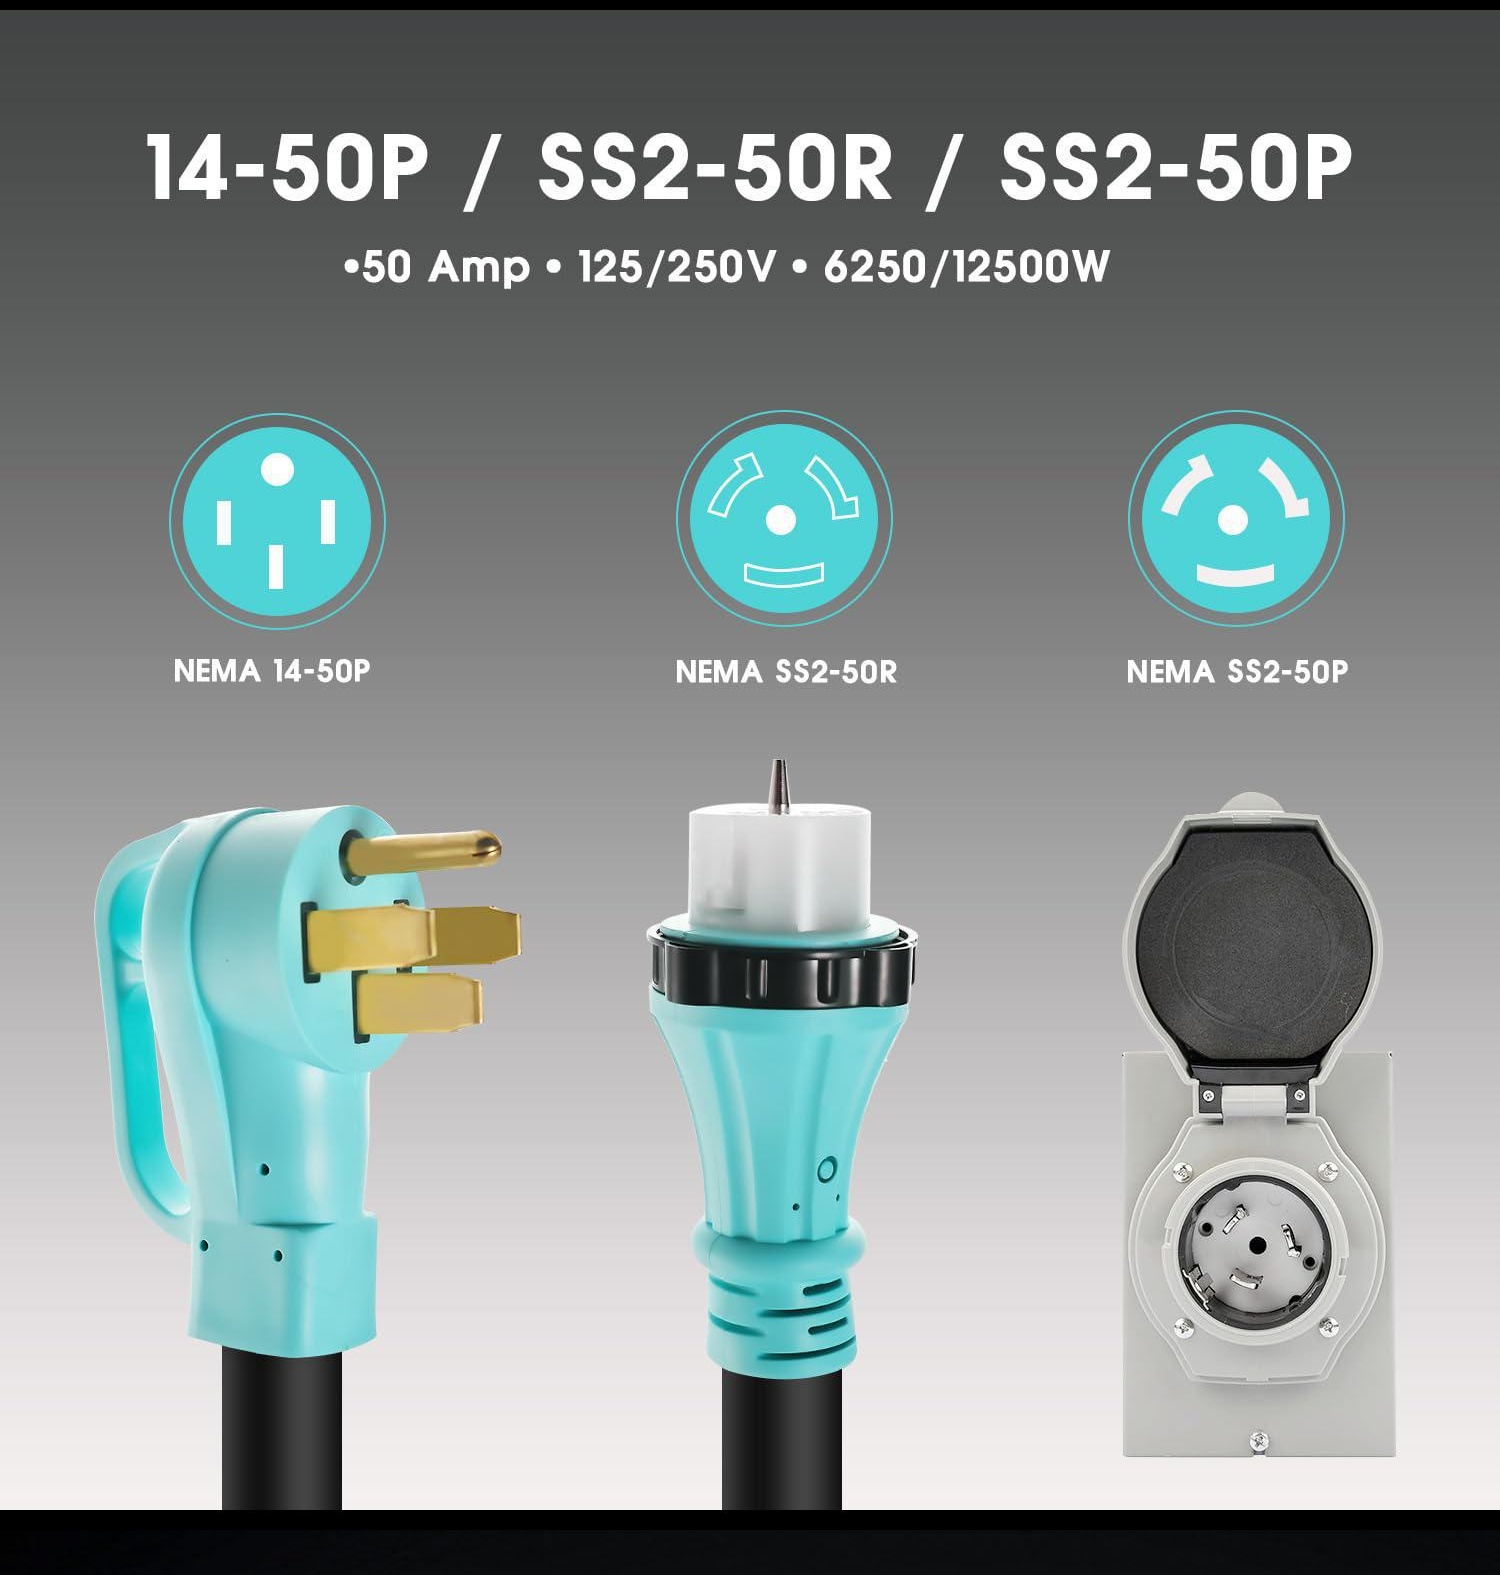 14-50P / SS2-50R / SS2-50P
•50 Amp • 125/250V • 6250/12500W
NEMA 14-50P
NEMA SS2-50R
NEMA SS2-50P